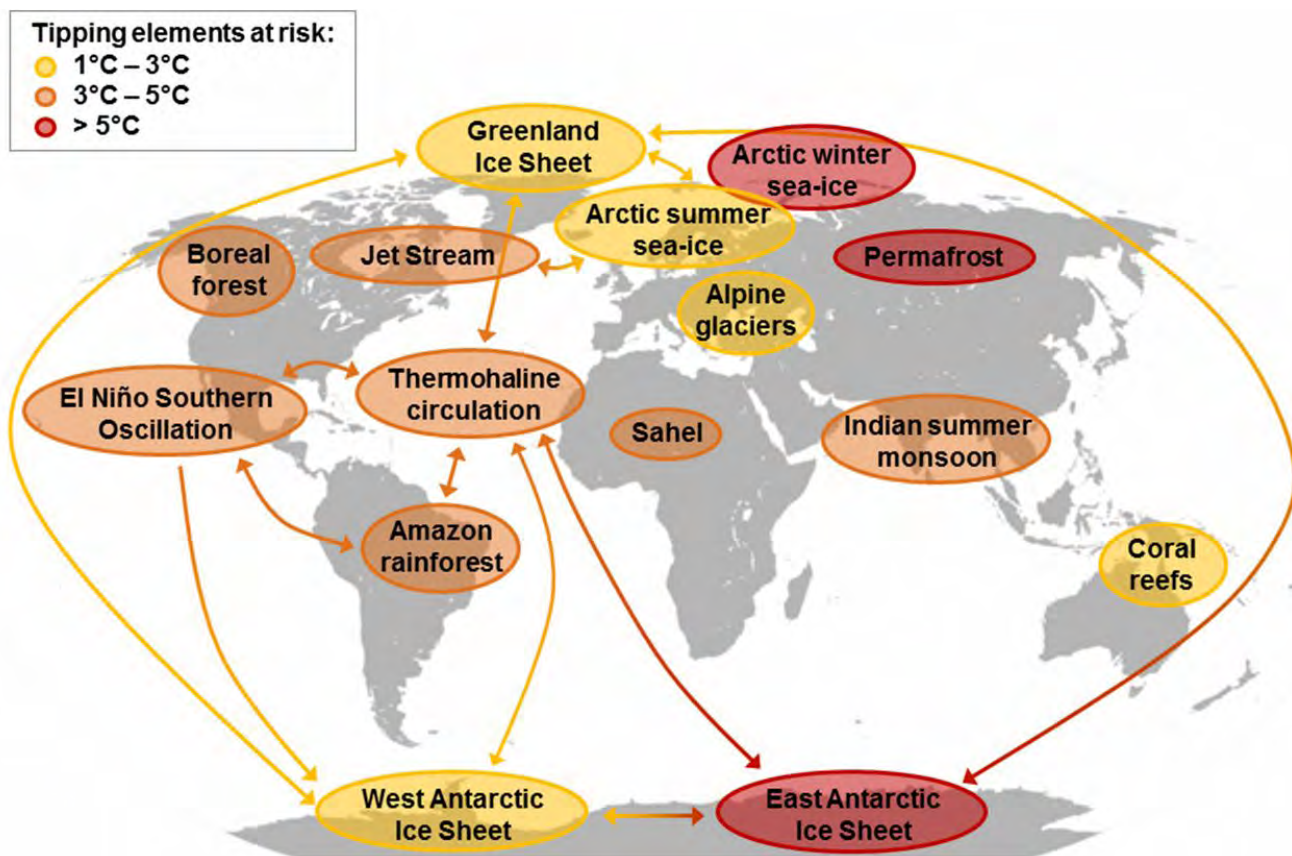 Tipping elements at risk:
1°C – 3°C
3°C – 5°C
> 5°C
Greenland
Ice Sheet
Arctic winter
sea-ice
Arctic summer
sea-ice
Boreal
forest
Jet Stream
Permafrost
Alpine
glaciers
El Niño Southern
Oscillation
Thermohaline
circulation
Sahel
Indian summer
monsoon
Amazon
rainforest
Coral
reefs
West Antarctic
Ice Sheet
East Antarctic
Ice Sheet